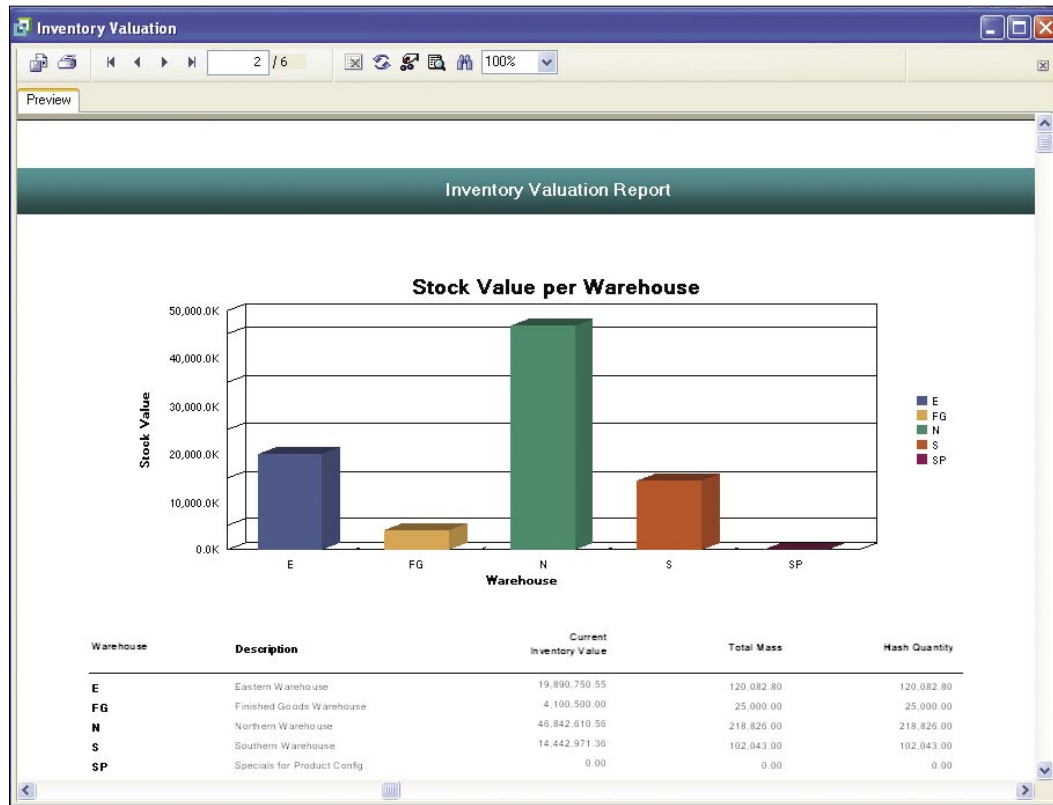 Inventory Valuation
2 / 6 100%
Preview
Inventory Valuation Report
Stock Value per Warehouse
Stock Value
50,000.0K
40,000.0K
30,000.0K
20,000.0K
10,000.0K
0.0K
E FG N S SP
Warehouse
E
FG
N
S
SP
Warehouse Description Current Inventory Value Total Mass Hash Quantity
E Eastern Warehouse 19,890,750.55 120,082.80 120,082.80
FG Finished Goods Warehouse 4,100,500.00 25,000.00 25,000.00
N Northern Warehouse 46,842,610.56 218,826.00 218,826.00
S Southern Warehouse 14,442,971.36 102,043.00 102,043.00
SP Specials for Product Config. 0.00 0.00 0.00